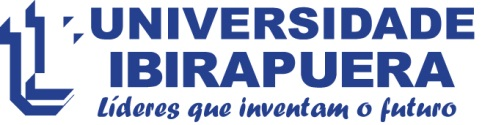 UNIVERSIDADE
IBIRAPUERA
Líderes que inventam o futuro